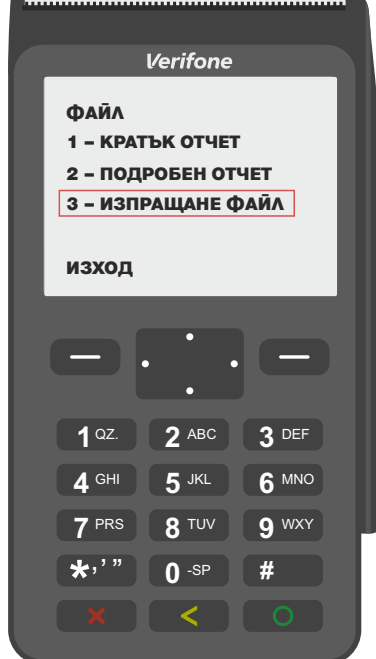 Verifone
ФАЙЛ
1 – КРАТЪК ОТЧЕТ
2 – ПОДРОБЕН ОТЧЕТ
3 – ИЗПРАЩАНЕ ФАЙЛ
ИЗХОД
1 QZ. 2 ABC 3 DEF
4 GHI 5 JKL 6 MNO
7 PRS 8 TUV 9 WXY
*,’” 0 -SP #